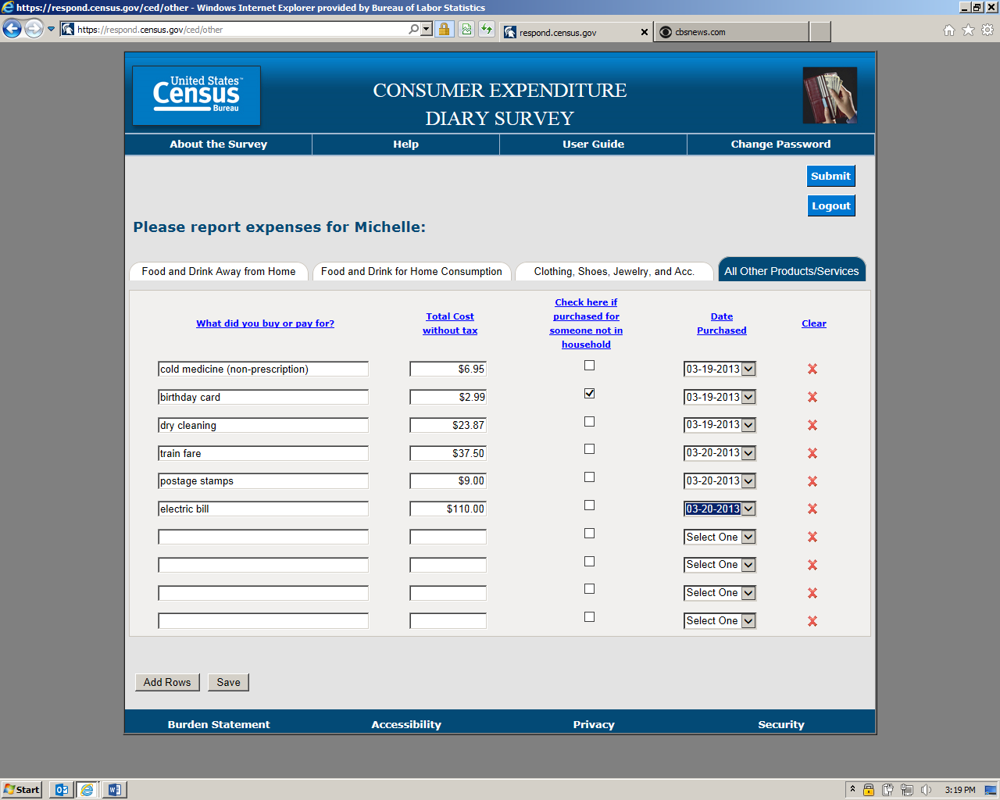 https://respond.census.gov/ced/other - Windows Internet Explorer provided by Bureau of Labor Statistics
https://respond.census.gov/ced/other
respond.census.gov
cbsnews.com
United States™
Census
Bureau
CONSUMER EXPENDITURE
DIARY SURVEY
About the Survey Help User Guide Change Password
Submit
Logout
Please report expenses for Michelle:
Food and Drink Away from Home Food and Drink for Home Consumption Clothing, Shoes, Jewelry, and Acc. All Other Products/Services
What did you buy or pay for?
Total Cost
without tax
Check here if
purchased for
someone not in
household
Date
Purchased
Clear
cold medicine (non-prescription) $6.95 03-19-2013
birthday card $2.99 03-19-2013
dry cleaning $23.87 03-19-2013
train fare $37.50 03-20-2013
postage stamps $9.00 03-20-2013
electric bill $110.00 03-20-2013
Select One
Select One
Select One
Select One
Add Rows Save
Burden Statement Accessibility Privacy Security
Start 3:19 PM